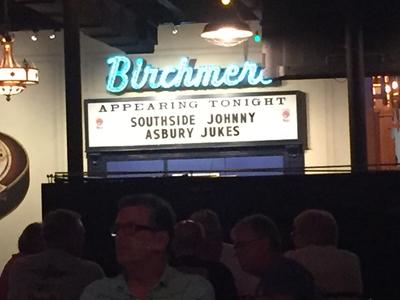 Birchmere
APPEARING TONIGHT
SOUTHSIDE JOHNNY
ASBURY JUKES